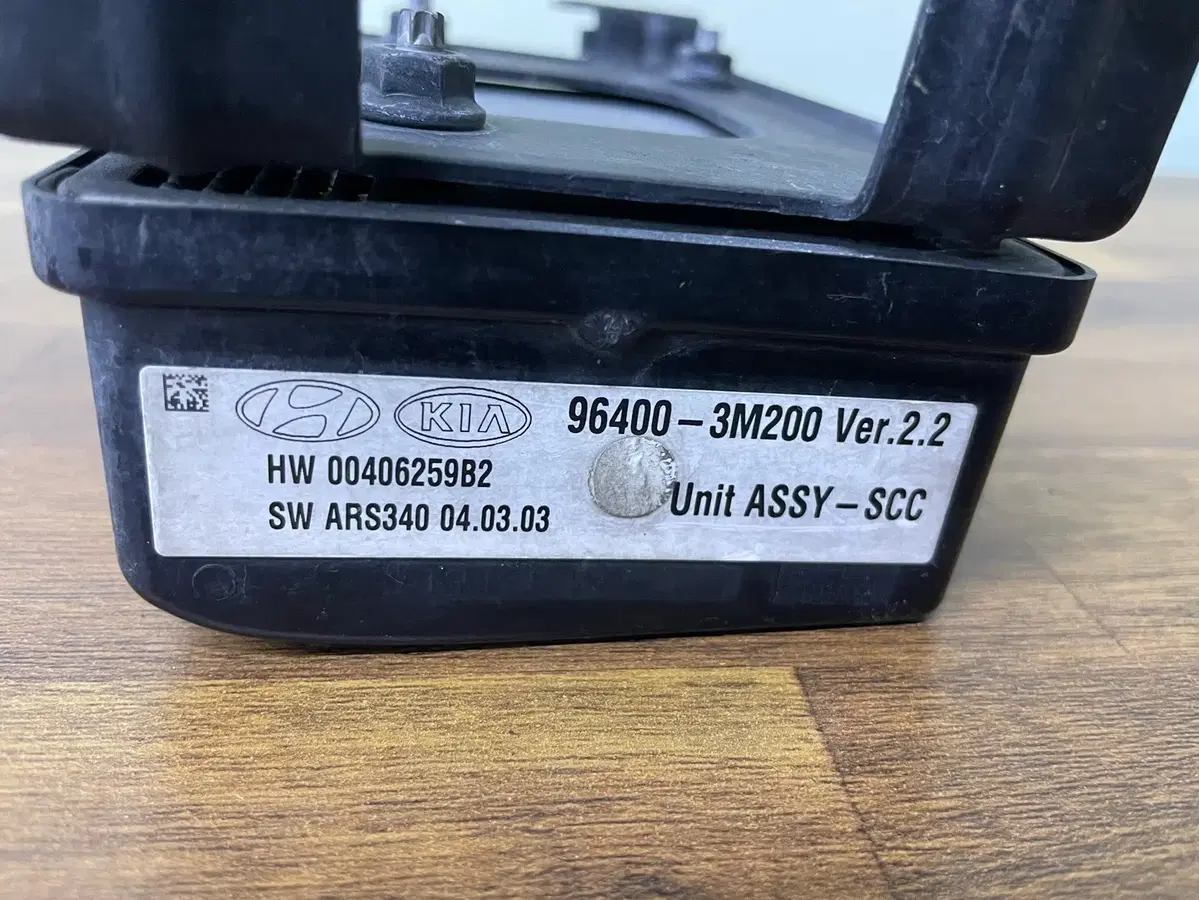 KIA 96400-3M200 Ver.2.2
HW 00406259B2
SW ARS340 04.03.03
Unit ASSY-SCC